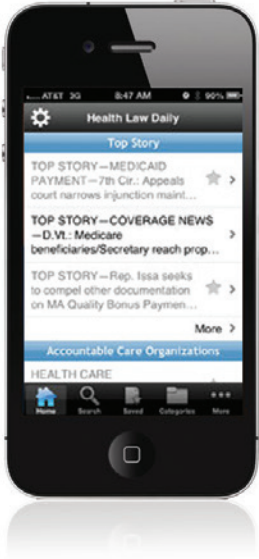 AT&T 3G 8:47 AM 90%
Health Law Daily
Top Story
TOP STORY—MEDICAID
PAYMENT—7th Cir.: Appeals
court narrows injunction maint...
TOP STORY—COVERAGE NEWS
—D.Vt.: Medicare
beneficiaries/Secretary reach prop...
TOP STORY—Rep. Issa seeks
to compel other documentation
on MA Quality Bonus Paymen...
More
Accountable Care Organizations
HEALTH CARE
Home Search Saved Categories More